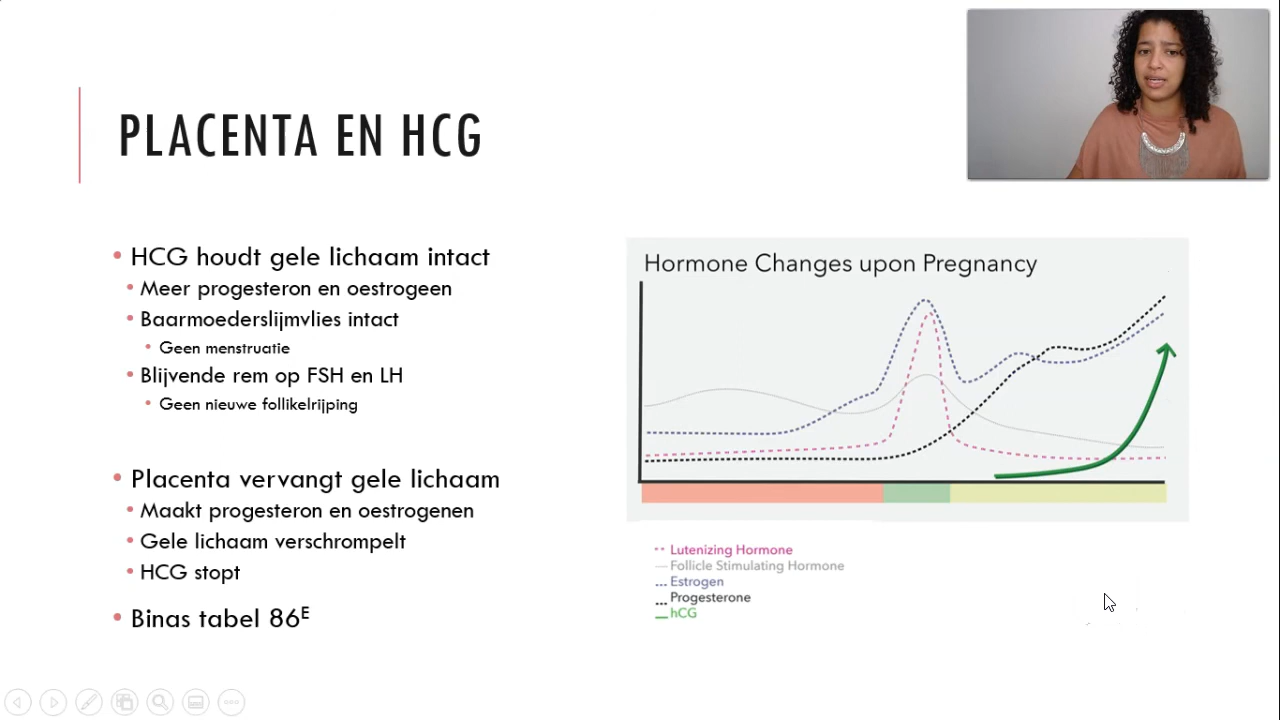 PLACENTA EN HCG
• HCG houdt gele lichaam intact
• Meer progesteron en oestrogeen
• Baarmoederslijmvlies intact
• Geen menstruatie
• Blijvende rem op FSH en LH
• Geen nieuwe follikelrijping
• Placenta vervangt gele lichaam
• Maakt progesteron en oestrogenen
• Gele lichaam verschrompelt
• HCG stopt
• Binas tabel 86E
Hormone Changes upon Pregnancy
Lutenizing Hormone
Follicle Stimulating Hormone
Estrogen
Progesterone
hCG